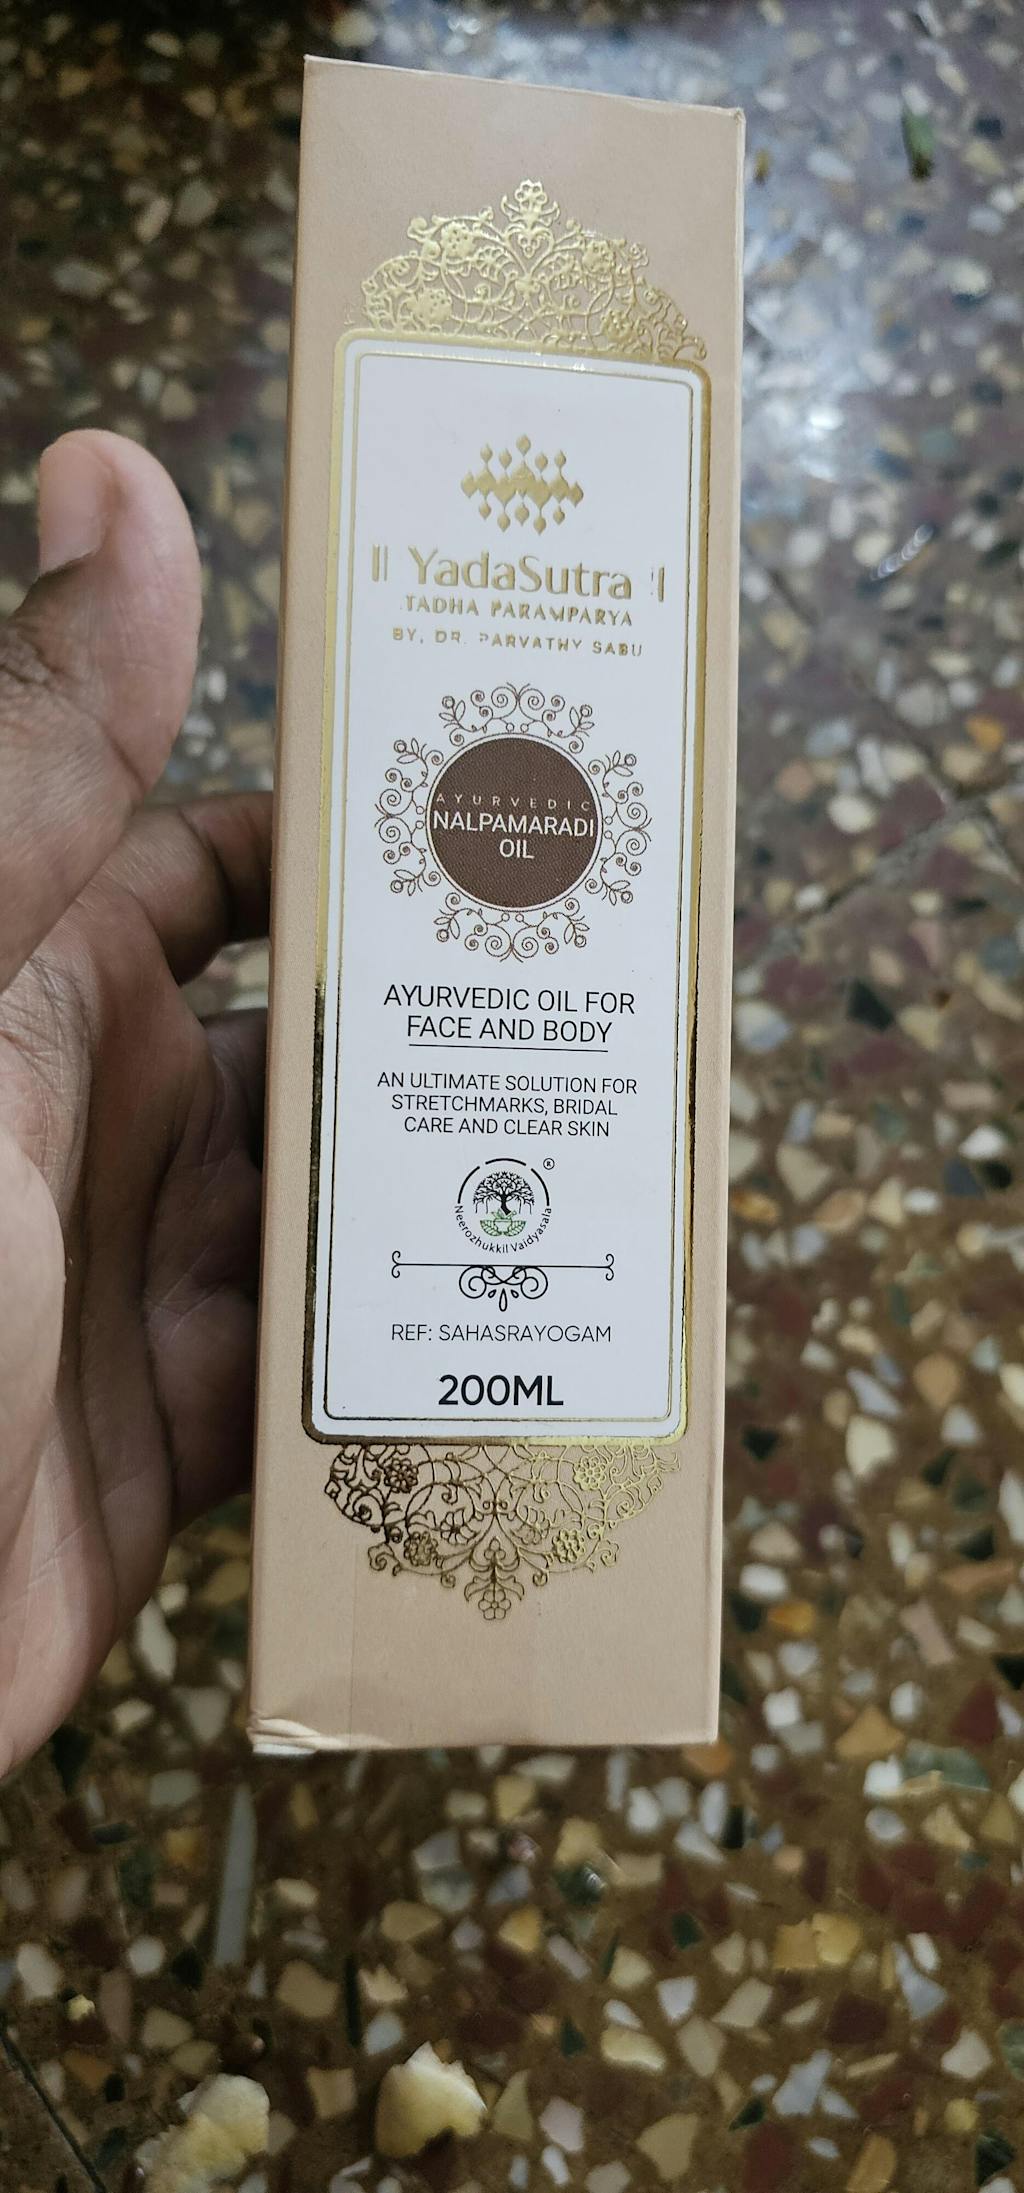 || YadaSutra ||
TADHA PARAMPARYA
BY, DR. PARVATHY SABU
AYURVEDIC
NALPAMARADI
OIL
AYURVEDIC OIL FOR
FACE AND BODY
AN ULTIMATE SOLUTION FOR
STRETCHMARKS, BRIDAL
CARE AND CLEAR SKIN
®
Neerozhukkil Vaidyasala
REF: SAHASRAYOGAM
200ML